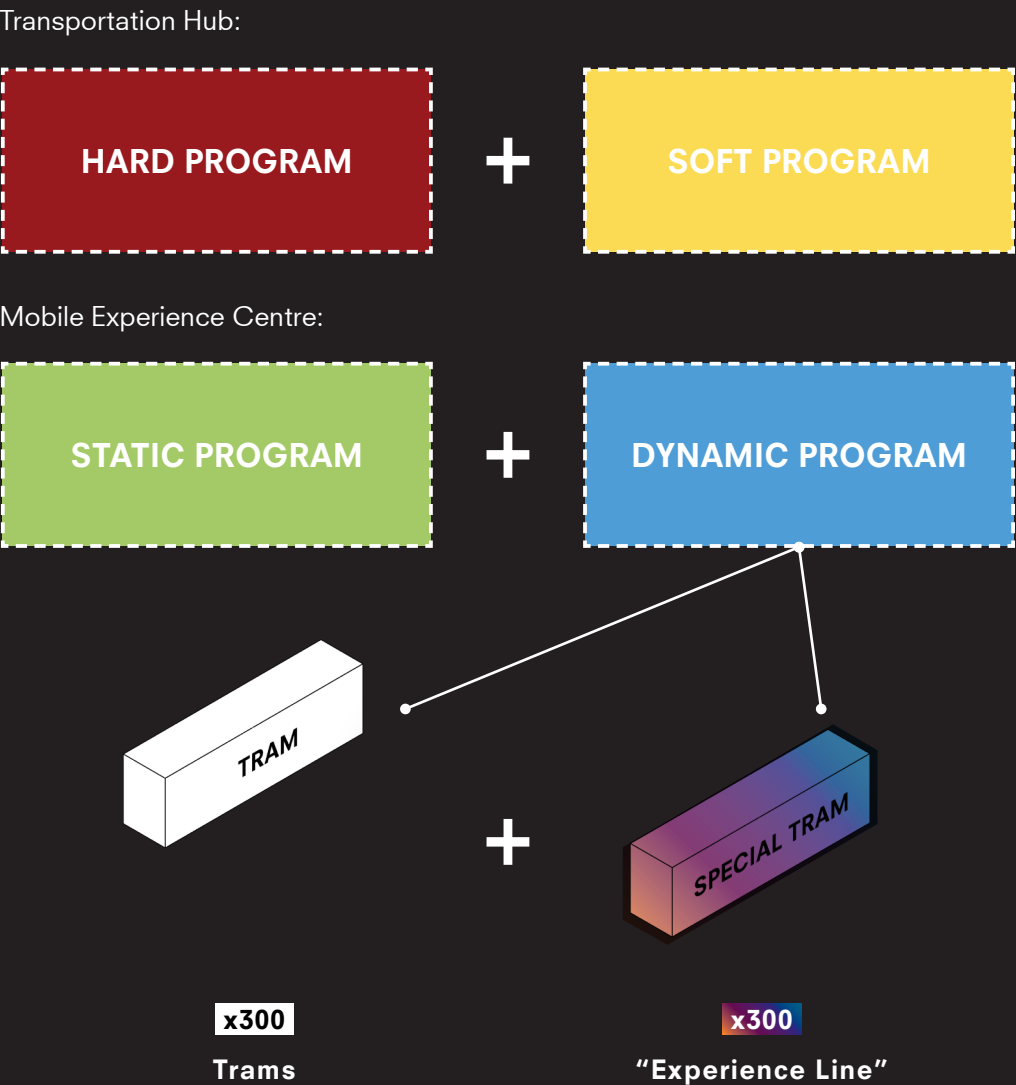 Transportation Hub:
HARD PROGRAM + SOFT PROGRAM
Mobile Experience Centre:
STATIC PROGRAM + DYNAMIC PROGRAM
TRAM
+
SPECIAL TRAM
x300
Trams
x300
“Experience Line”